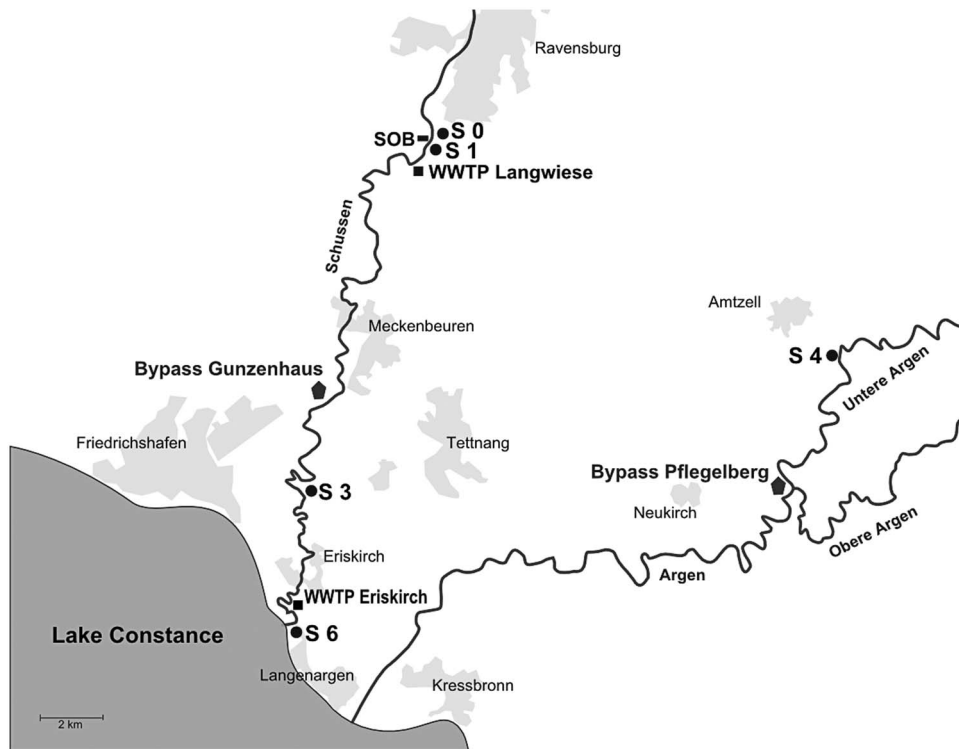 Ravensburg
S 0
SOB
S 1
WWTP Langwiese
Schussen
Amtzell
Meckenbeuren
S 4
Untere Argen
Bypass Gunzenhaus
Friedrichshafen
Tettnang
Bypass Pflegelberg
S 3
Neukirch
Obere Argen
Eriskirch
Argen
WWTP Eriskirch
Lake Constance
S 6
Langenargen
Kressbronn
2 km